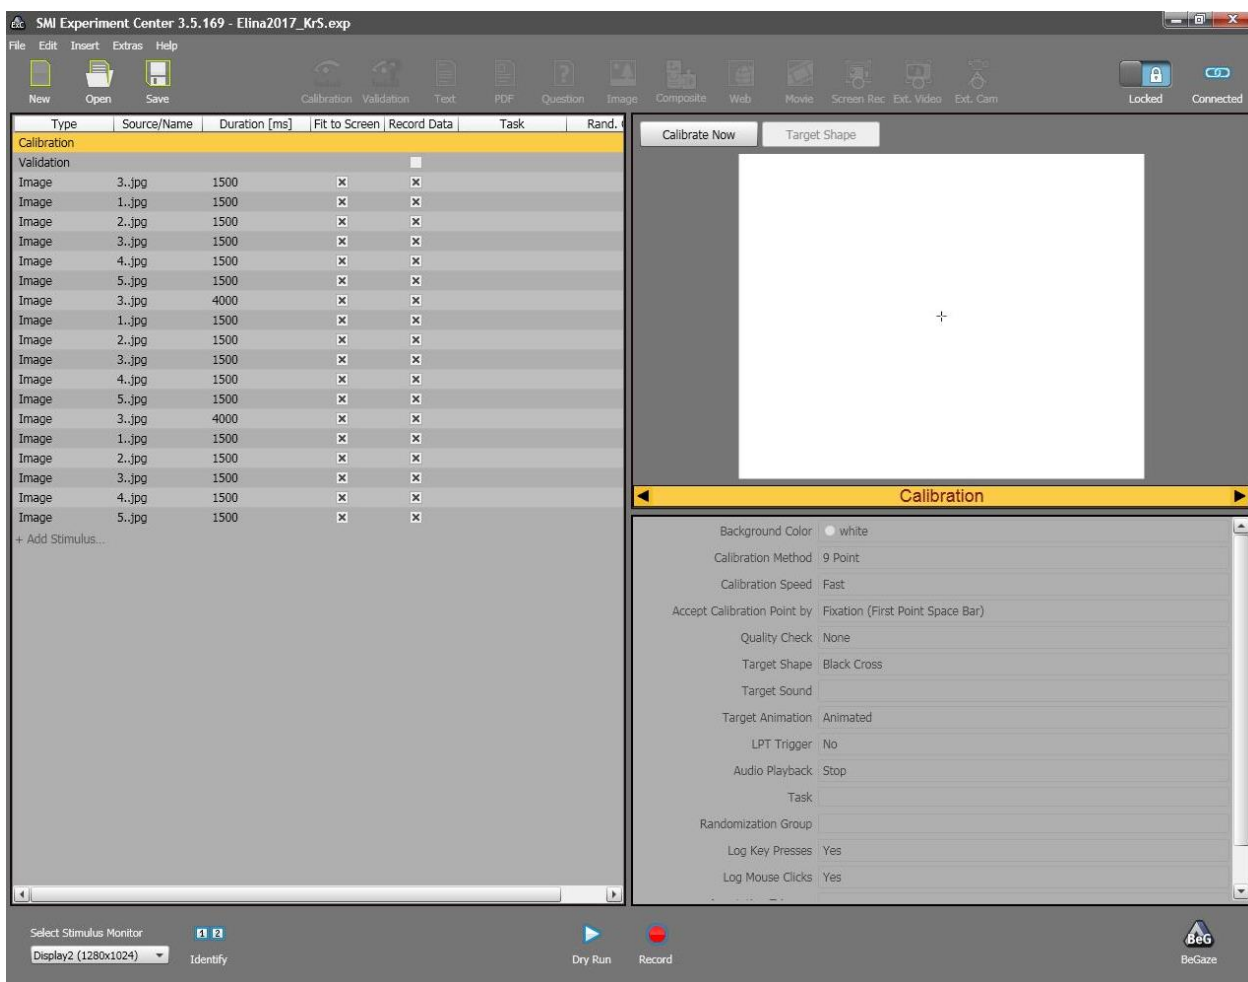 EXC SMI Experiment Center 3.5.169 - Elina2017_KrS.exp
File Edit Insert Extras Help
New Open Save Calibration Validation Text PDF Question Image Composite Web Movie Screen Rec Ext. Video Ext. Cam Locked Connected
Type Source/Name Duration [ms] Fit to Screen Record Data Task Rand.
Calibration
Validation
Image 3..jpg 1500
Image 1..jpg 1500
Image 2..jpg 1500
Image 3..jpg 1500
Image 4..jpg 1500
Image 5..jpg 1500
Image 3..jpg 4000
Image 1..jpg 1500
Image 2..jpg 1500
Image 3..jpg 1500
Image 4..jpg 1500
Image 5..jpg 1500
Image 3..jpg 4000
Image 1..jpg 1500
Image 2..jpg 1500
Image 3..jpg 1500
Image 4..jpg 1500
Image 5..jpg 1500
+ Add Stimulus...
Calibrate Now Target Shape
Calibration
Background Color white
Calibration Method 9 Point
Calibration Speed Fast
Accept Calibration Point by Fixation (First Point Space Bar)
Quality Check None
Target Shape Black Cross
Target Sound
Target Animation Animated
LPT Trigger No
Audio Playback Stop
Task
Randomization Group
Log Key Presses Yes
Log Mouse Clicks Yes
Select Stimulus Monitor 1 2
Display2 (1280x1024) Identify Dry Run Record
BeG
BeGaze